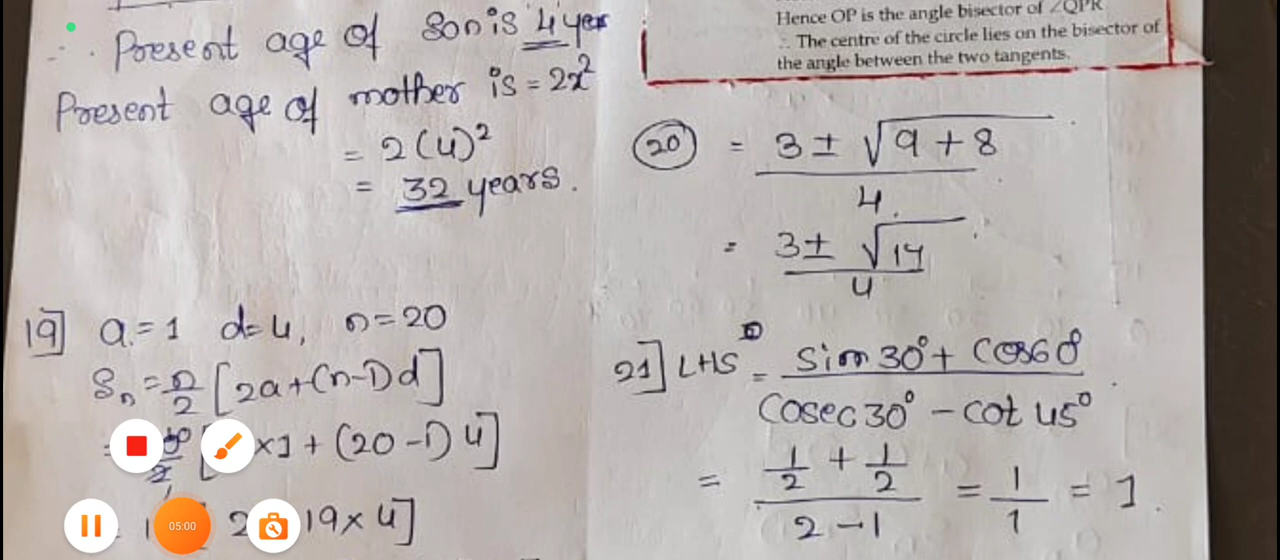 ∴ Present age of Son is 4 year
Present age of mother is = 2x²
= 2(4)²
= 32 years.
19] a = 1 d=4, n=20
Sₙ = n/2 [2a+(n-1)d]
×1 + (20-1) 4]
2 19×4]
Hence OP is the angle bisector of ∠QPR
∴ The centre of the circle lies on the bisector of
the angle between the two tangents.
(20) = 3 ± √9 + 8 / 4
= 3 ± √14 / 4
21] LHS = Sin 30° + Cos 60° / Cosec 30° - cot 45°
= 1/2 + 1/2 / 2 - 1 = 1/1 = 1
05:00